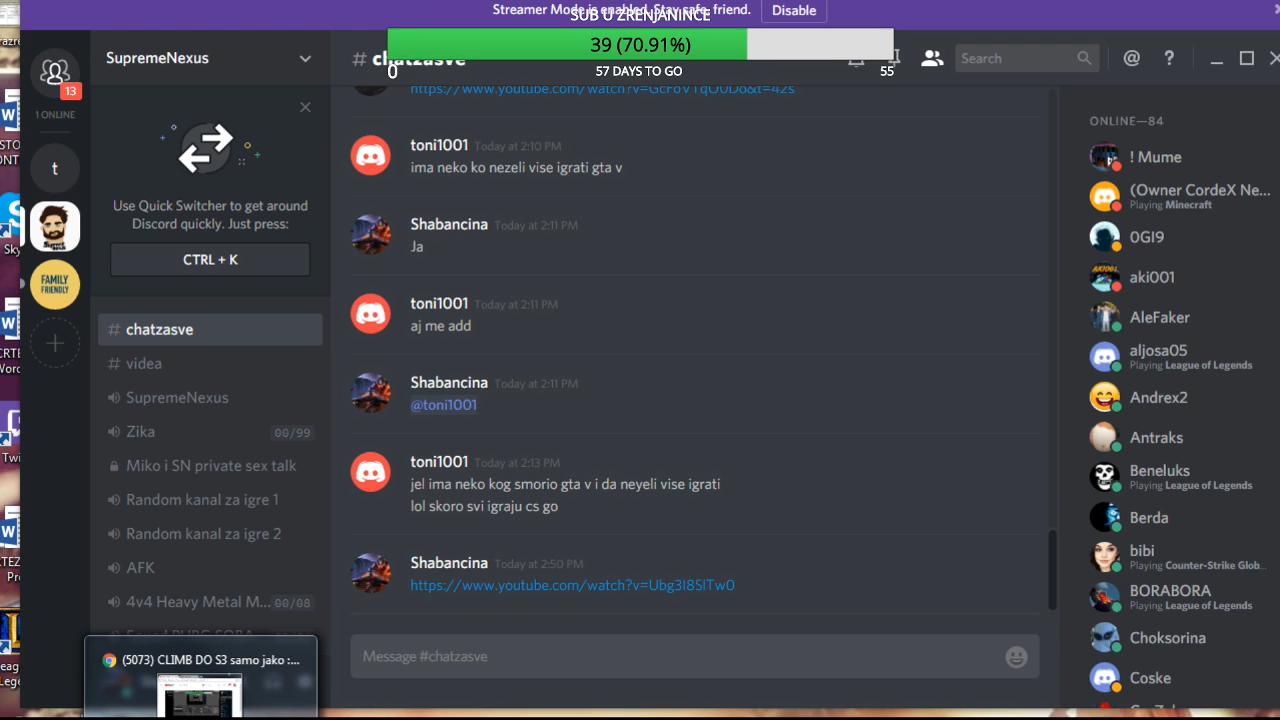 Streamer Mode is enabled. Stay safe, friend.
Disable
SUB U ZRENJANINCE
39 (70.91%)
0
57 DAYS TO GO
55
13
1 ONLINE
t
FAMILY
FRIENDLY
SupremeNexus
Use Quick Switcher to get around
Discord quickly. Just press:
CTRL + K
# chatzasve
# videa
SupremeNexus
Zika
00/99
Miko i SN private sex talk
Random kanal za igre 1
Random kanal za igre 2
AFK
4v4 Heavy Metal M...
00/08
(5073) CLIMB DO S3 samo jako :...
# chatzasve
Search
@
?
toni1001 Today at 2:10 PM
ima neko ko nezeli vise igrati gta v
Shabancina Today at 2:11 PM
Ja
toni1001 Today at 2:11 PM
aj me add
Shabancina Today at 2:11 PM
@toni1001
toni1001 Today at 2:13 PM
jel ima neko kog smorio gta v i da neyeli vise igrati
lol skoro svi igraju cs go
Shabancina Today at 2:50 PM
https://www.youtube.com/watch?v=Ubg3I8SlTw0
Message #chatzasve
ONLINE—84
! Mume
(Owner CordeX Ne...
Playing Minecraft
0GI9
aki001
AleFaker
aljosa05
Playing League of Legends
Andrex2
Antraks
Beneluks
Playing League of Legends
Berda
bibi
Playing Counter-Strike Glob...
BORABORA
Playing League of Legends
Choksorina
Coske